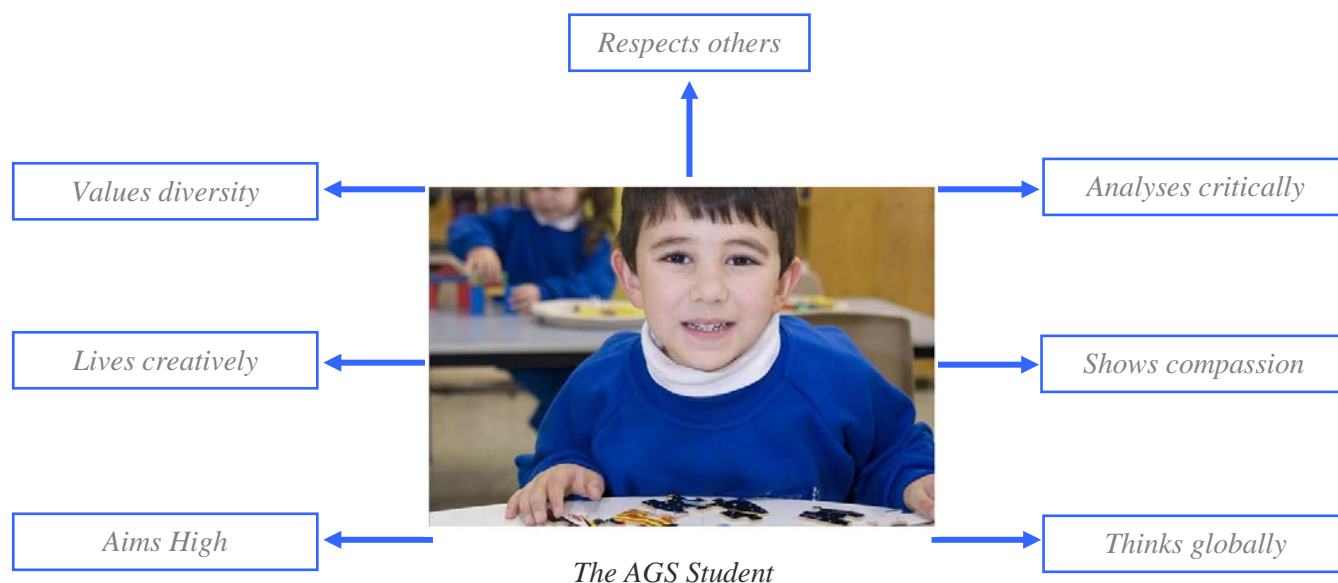 Respects others
Values diversity
Analyses critically
Lives creatively
Shows compassion
Aims High
Thinks globally
The AGS Student